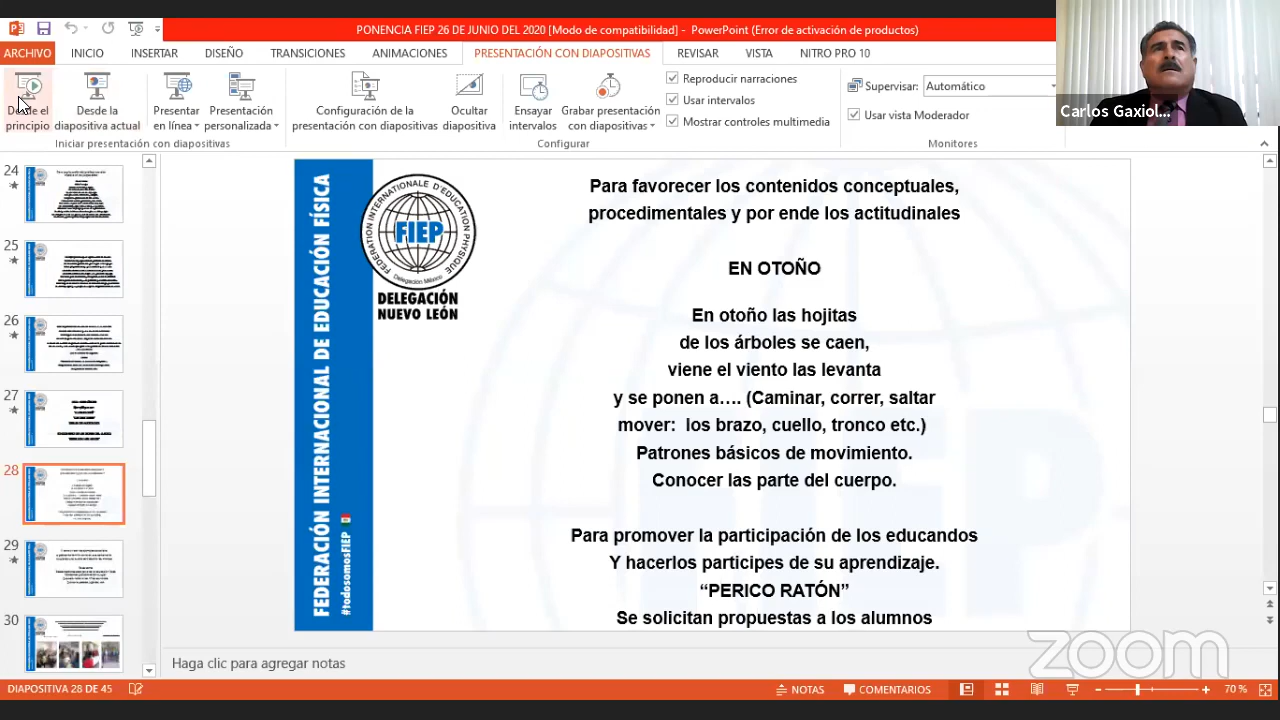 PONENCIA FIEP 26 DE JUNIO DEL 2020 [Modo de compatibilidad] - PowerPoint (Error de activación de productos)
ARCHIVO INICIO INSERTAR DISEÑO TRANSICIONES ANIMACIONES PRESENTACIÓN CON DIAPOSITIVAS REVISAR VISTA NITRO PRO 10
Desde el principio
Desde la diapositiva actual
Presentar en línea
Presentación personalizada
Iniciar presentación con diapositivas
Configuración de la presentación con diapositivas
Ocultar diapositiva
Ensayar intervalos
Grabar presentación con diapositivas
Reproducir narraciones
Usar intervalos
Mostrar controles multimedia
Configurar
Supervisar: Automático
Usar vista Moderador
Monitores
Carlos Gaxiol...
24
25
26
27
28
29
30
FEDERACIÓN INTERNACIONAL DE EDUCACIÓN FÍSICA
#todosomosFIEP
FEDERATION INTERNATIONALE D'EDUCATION PHYSIQUE
FIEP
Delegación México
DELEGACIÓN
NUEVO LEÓN
Para favorecer los contenidos conceptuales,
procedimentales y por ende los actitudinales
EN OTOÑO
En otoño las hojitas
de los árboles se caen,
viene el viento las levanta
y se ponen a…. (Caminar, correr, saltar
mover: los brazo, cuello, tronco etc.)
Patrones básicos de movimiento.
Conocer las parte del cuerpo.
Para promover la participación de los educandos
Y hacerlos participes de su aprendizaje.
“PERICO RATÓN”
Se solicitan propuestas a los alumnos
zoom
Haga clic para agregar notas
DIAPOSITIVA 28 DE 45 NOTAS COMENTARIOS 70 %